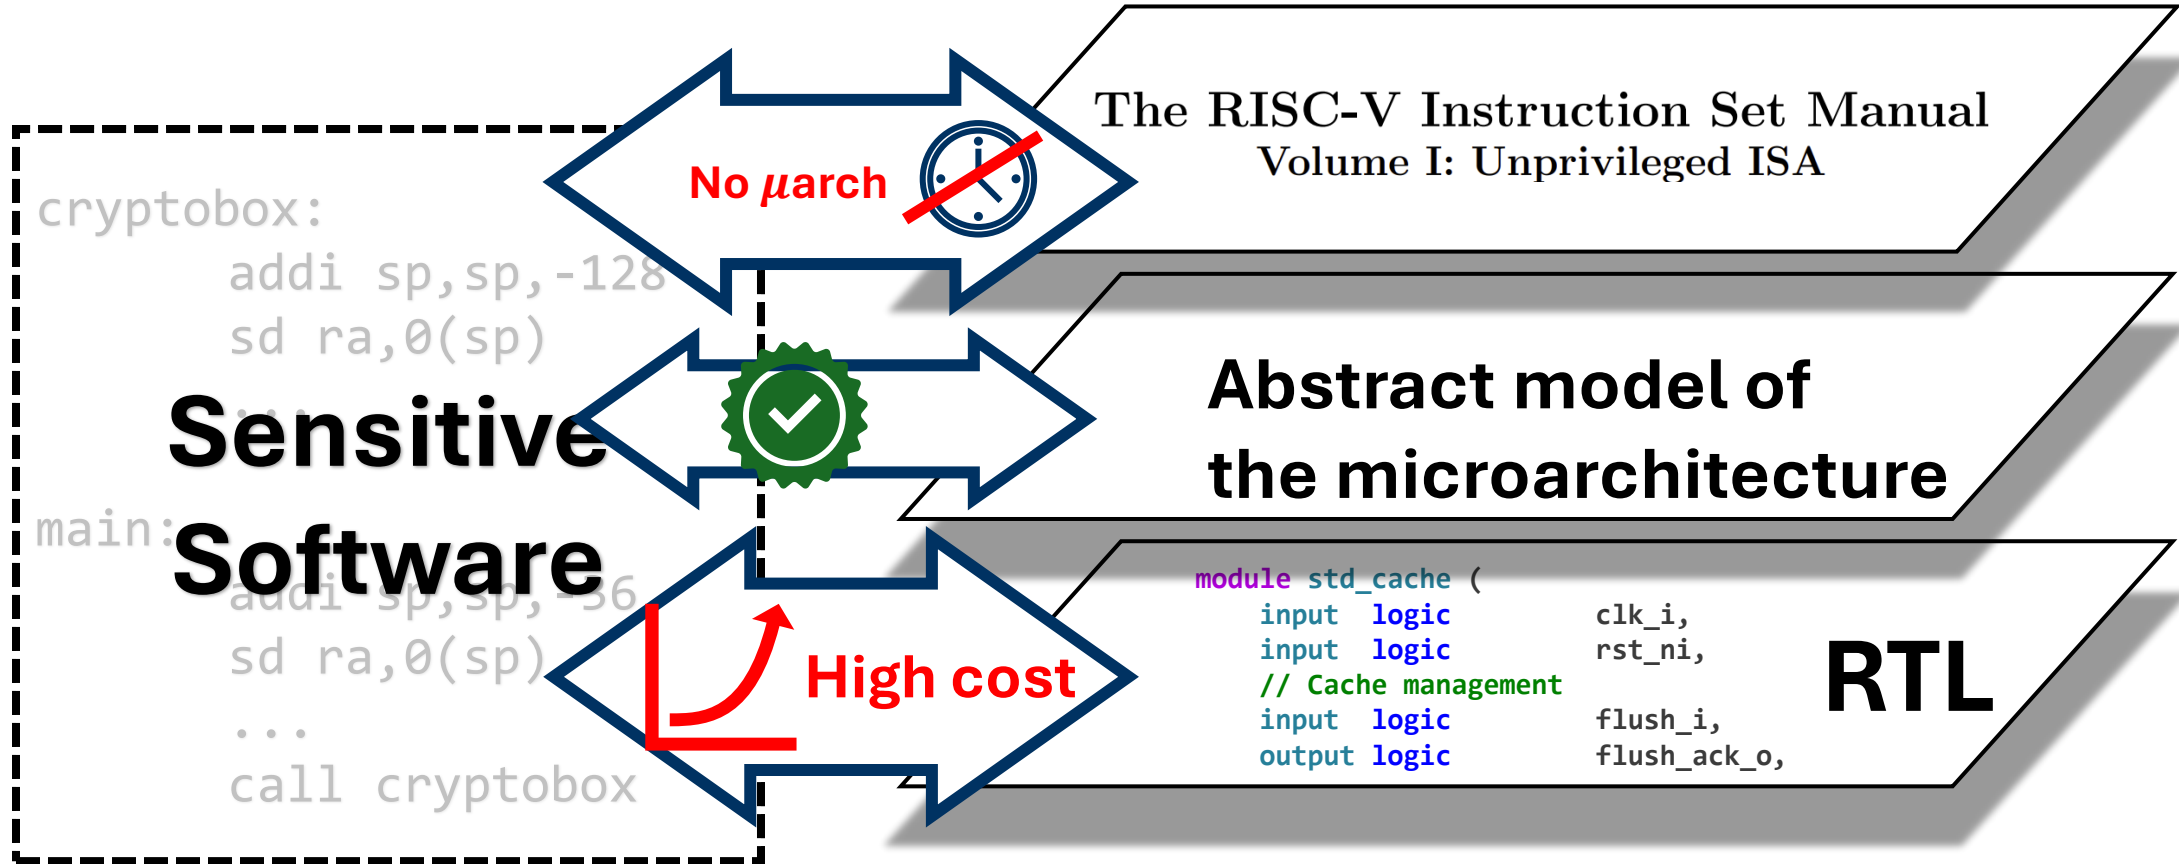 cryptobox:
addi sp,sp,-128
sd ra,0(sp)
...
Sensitive
Software
main:
addi sp,sp,-36
sd ra,0(sp)
...
call cryptobox
No μarch
High cost
The RISC-V Instruction Set Manual
Volume I: Unprivileged ISA
Abstract model of
the microarchitecture
module std_cache (
input logic clk_i,
input logic rst_ni,
// Cache management
input logic flush_i,
output logic flush_ack_o,
RTL